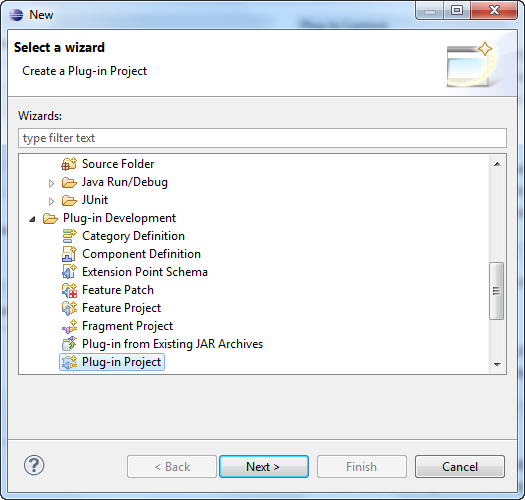 New
Select a wizard
Create a Plug-in Project
Wizards:
type filter text
Source Folder
Java Run/Debug
JUnit
Plug-in Development
Category Definition
Component Definition
Extension Point Schema
Feature Patch
Feature Project
Fragment Project
Plug-in from Existing JAR Archives
Plug-in Project
?
< Back
Next >
Finish
Cancel